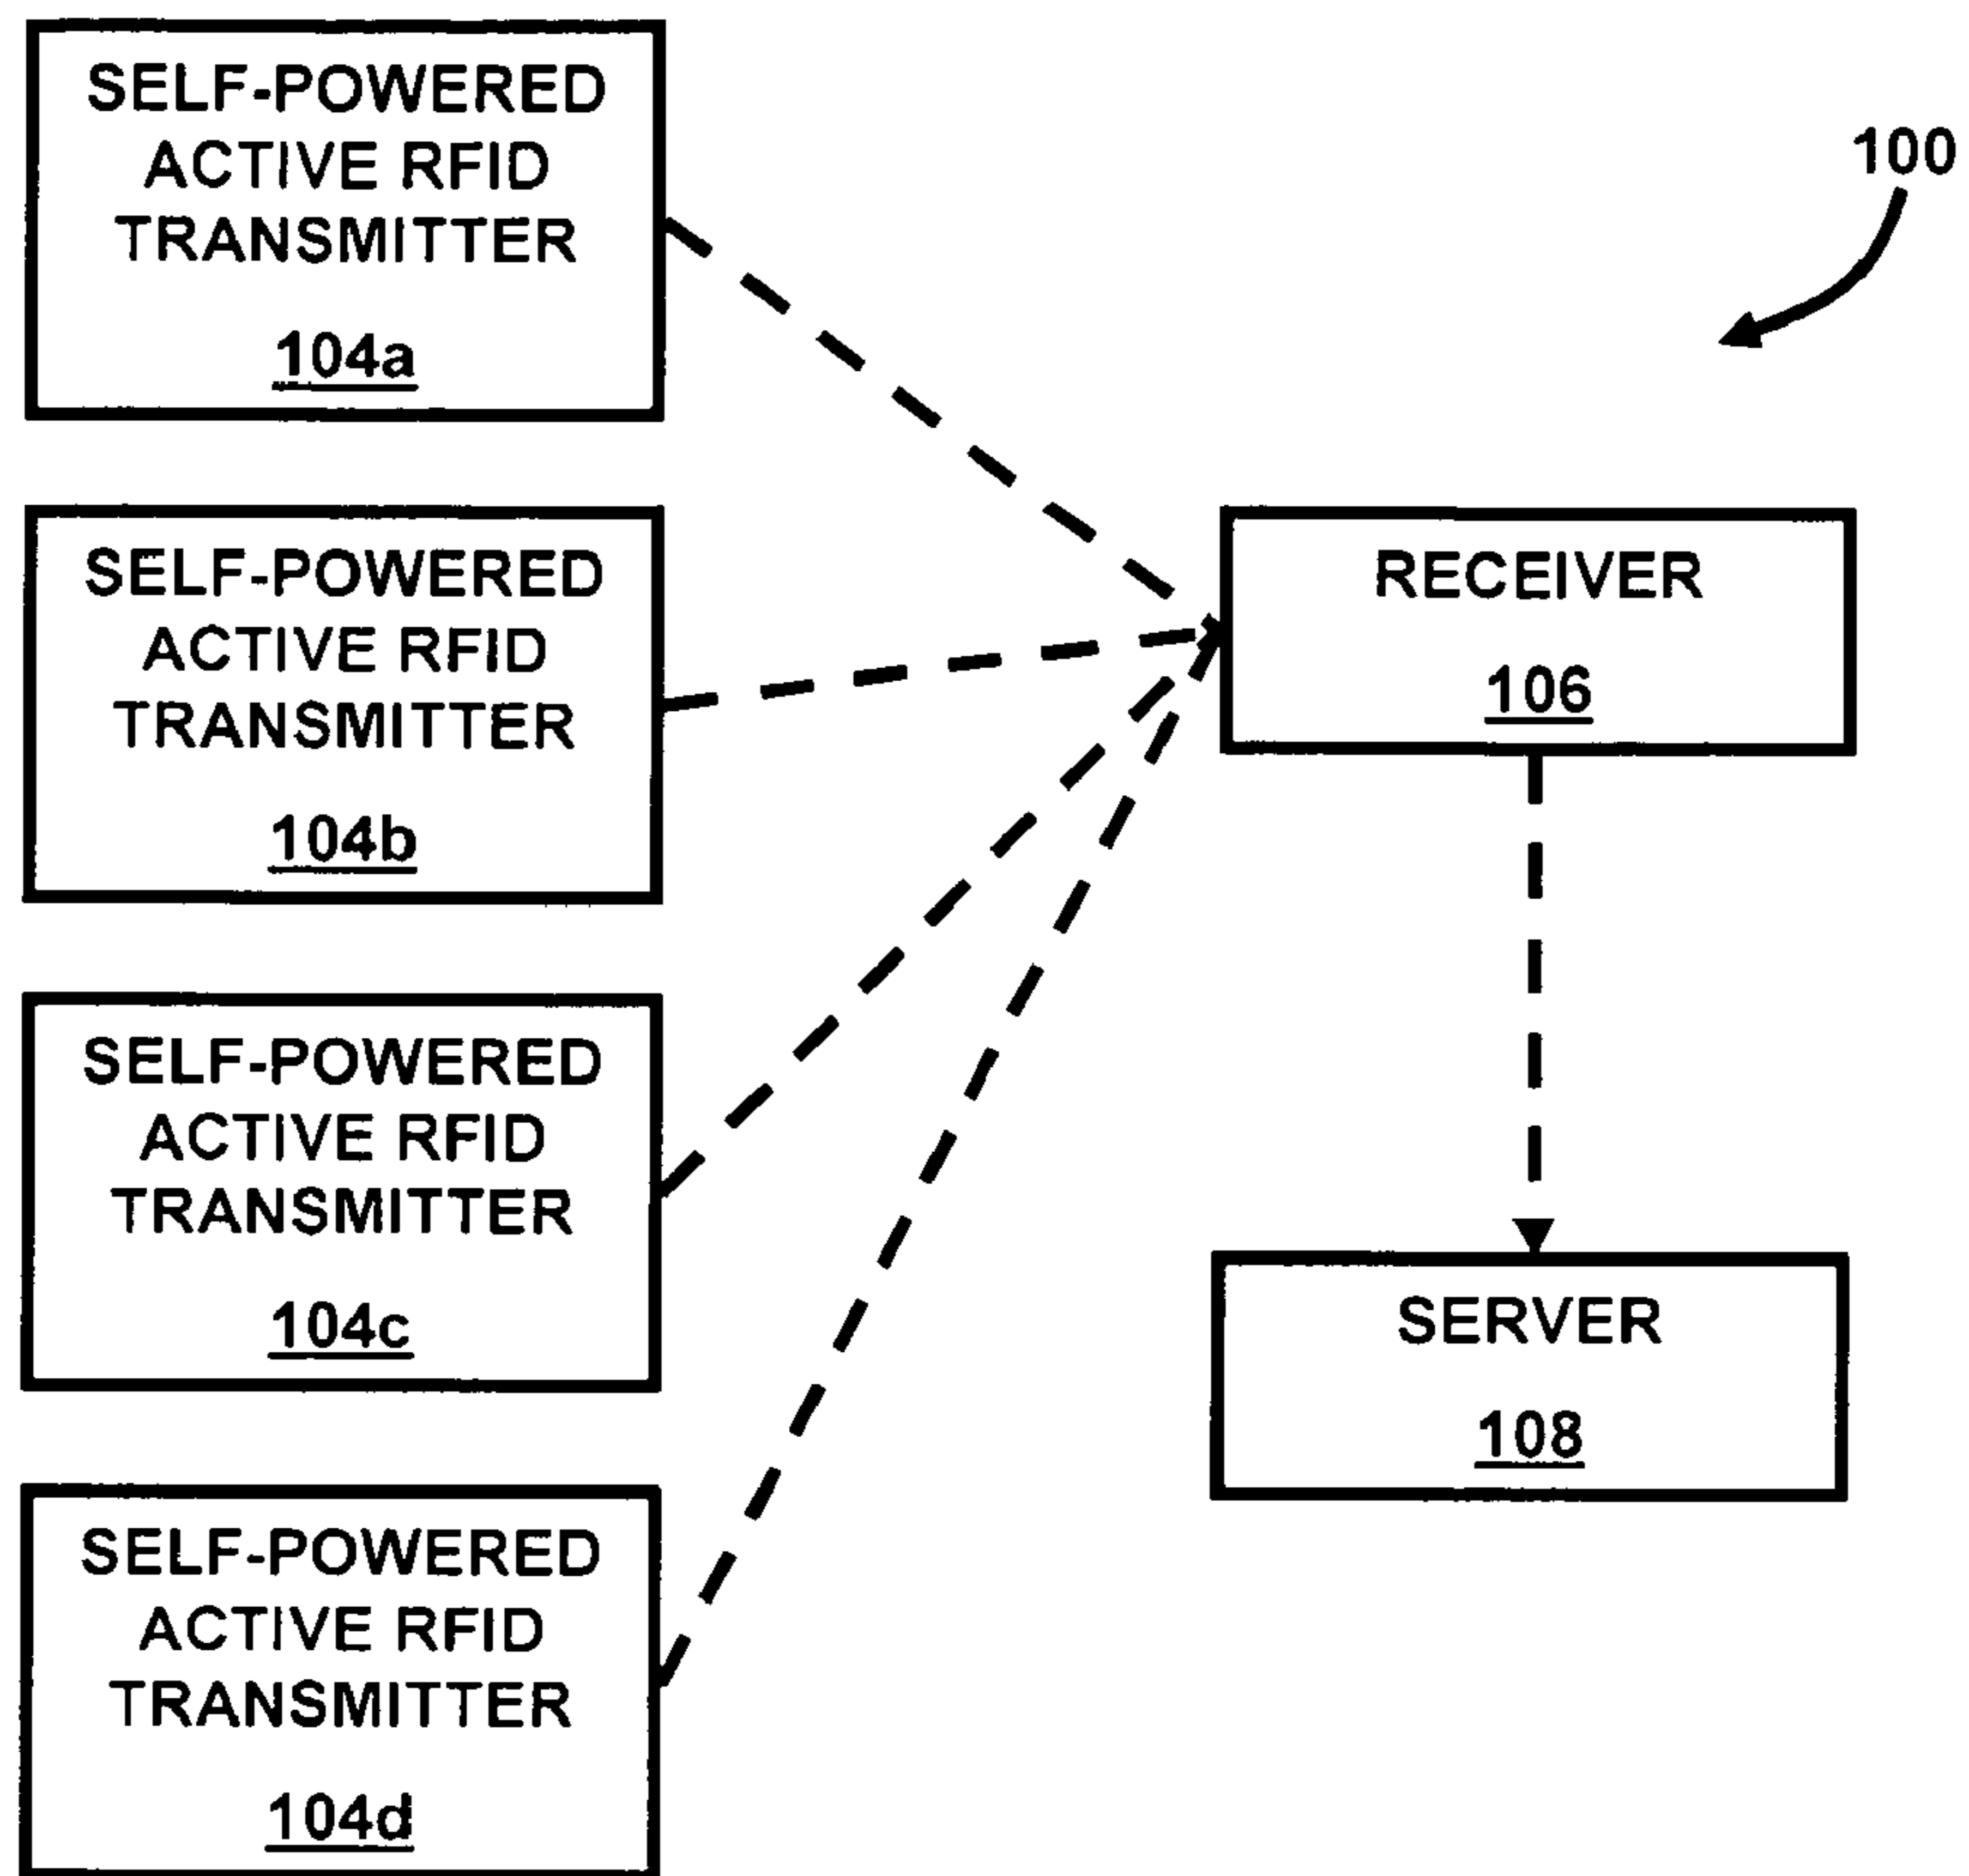 SELF-POWERED
ACTIVE RFID
TRANSMITTER
104a
100
SELF-POWERED
ACTIVE RFID
TRANSMITTER
104b
RECEIVER
106
SELF-POWERED
ACTIVE RFID
TRANSMITTER
104c
SERVER
108
SELF-POWERED
ACTIVE RFID
TRANSMITTER
104d